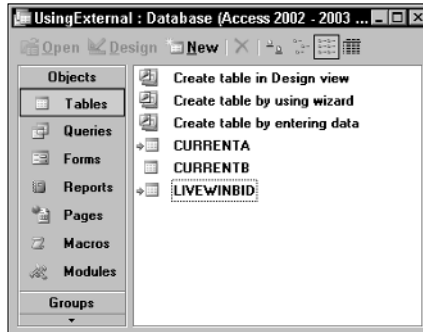 UsingExternal : Database (Access 2002 - 2003 ...
Open Design New
Objects
Tables
Queries
Forms
Reports
Pages
Macros
Modules
Groups
Create table in Design view
Create table by using wizard
Create table by entering data
CURRENTA
CURRENTB
LIVEWINBID